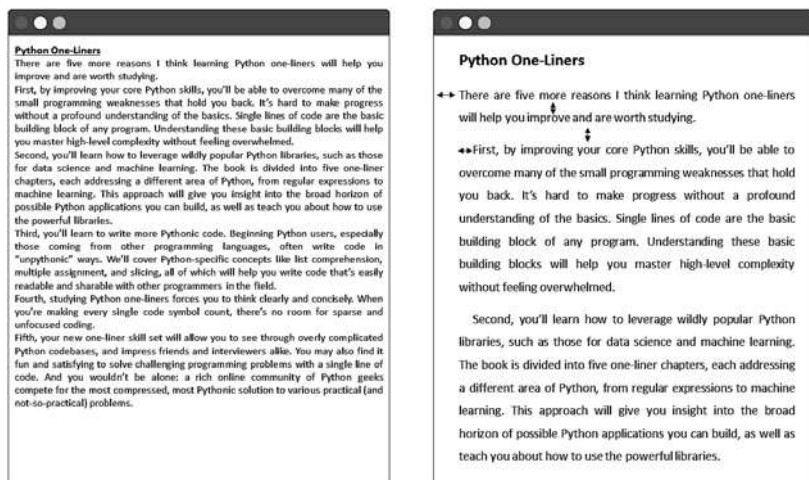 Python One-Liners
There are five more reasons I think learning Python one-liners will help you
improve and are worth studying.
First, by improving your core Python skills, you'll be able to overcome many of the
small programming weaknesses that hold you back. It's hard to make progress
without a profound understanding of the basics. Single lines of code are the basic
building block of any program. Understanding these basic building blocks will help
you master high-level complexity without feeling overwhelmed.
Second, you'll learn how to leverage wildly popular Python libraries, such as those
for data science and machine learning. The book is divided into five one-liner
chapters, each addressing a different area of Python, from regular expressions to
machine learning. This approach will give you insight into the broad horizon of
possible Python applications you can build, as well as teach you about how to use
the powerful libraries.
Third, you'll learn to write more Pythonic code. Beginning Python users, especially
those coming from other programming languages, often write code in
"unpythonic" ways. We'll cover Python-specific concepts like list comprehension,
multiple assignment, and slicing, all of which will help you write code that's easily
readable and sharable with other programmers in the field.
Fourth, studying Python one-liners forces you to think clearly and concisely. When
you're making every single code symbol count, there's no room for sparse and
unfocused coding.
Fifth, your new one-liner skill set will allow you to see through overly complicated
Python codebases, and impress friends and interviewers alike. You may also find it
fun and satisfying to solve challenging programming problems with a single line of
code. And you wouldn't be alone: a rich online community of Python geeks
compete for the most compressed, most Pythonic solution to various practical (and
not-so-practical) problems.
Python One-Liners
There are five more reasons I think learning Python one-liners
will help you improve and are worth studying.
First, by improving your core Python skills, you'll be able to
overcome many of the small programming weaknesses that hold
you back. It's hard to make progress without a profound
understanding of the basics. Single lines of code are the basic
building block of any program. Understanding these basic
building blocks will help you master high-level complexity
without feeling overwhelmed.
Second, you'll learn how to leverage wildly popular Python
libraries, such as those for data science and machine learning.
The book is divided into five one-liner chapters, each addressing
a different area of Python, from regular expressions to machine
learning. This approach will give you insight into the broad
horizon of possible Python applications you can build, as well as
teach you about how to use the powerful libraries.